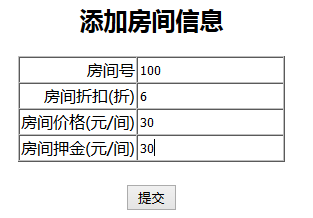 添加房间信息
房间号 100
房间折扣(折) 6
房间价格(元/间) 30
房间押金(元/间) 30
提交